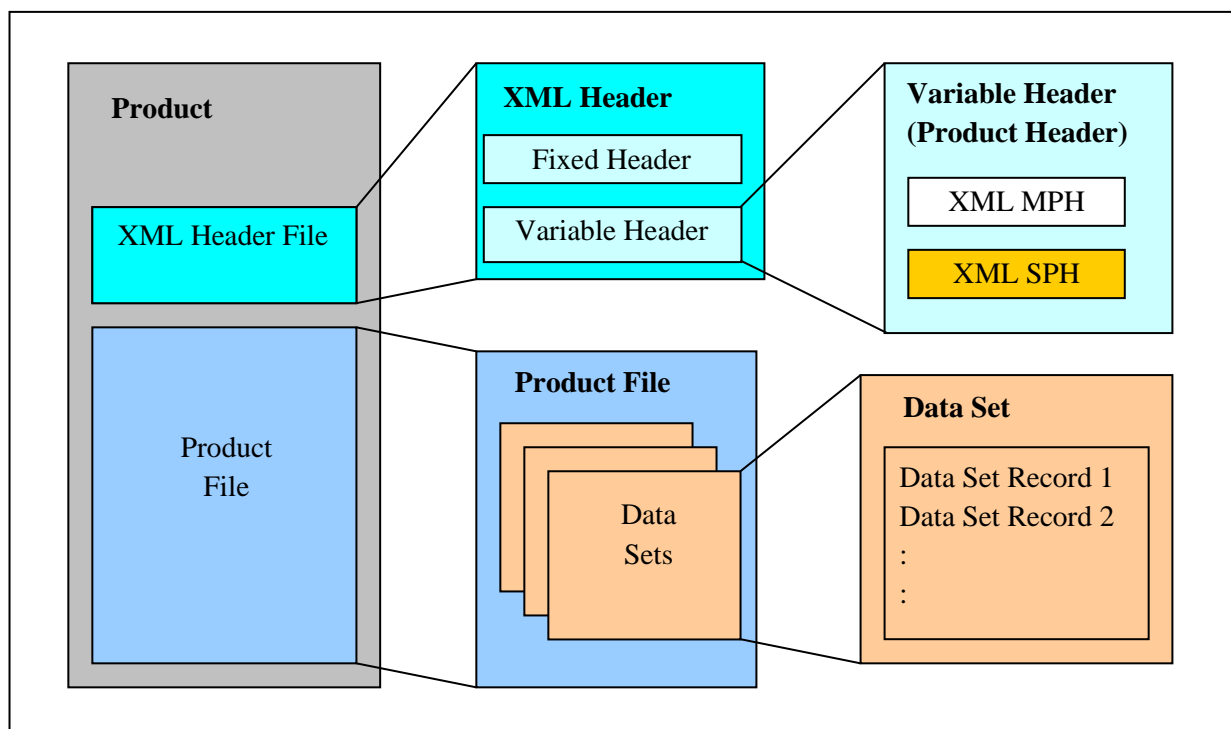 Product
XML Header File
Product
File
XML Header
Fixed Header
Variable Header
Variable Header
(Product Header)
XML MPH
XML SPH
Product File
Data
Sets
Data Set
Data Set Record 1
Data Set Record 2
:
: